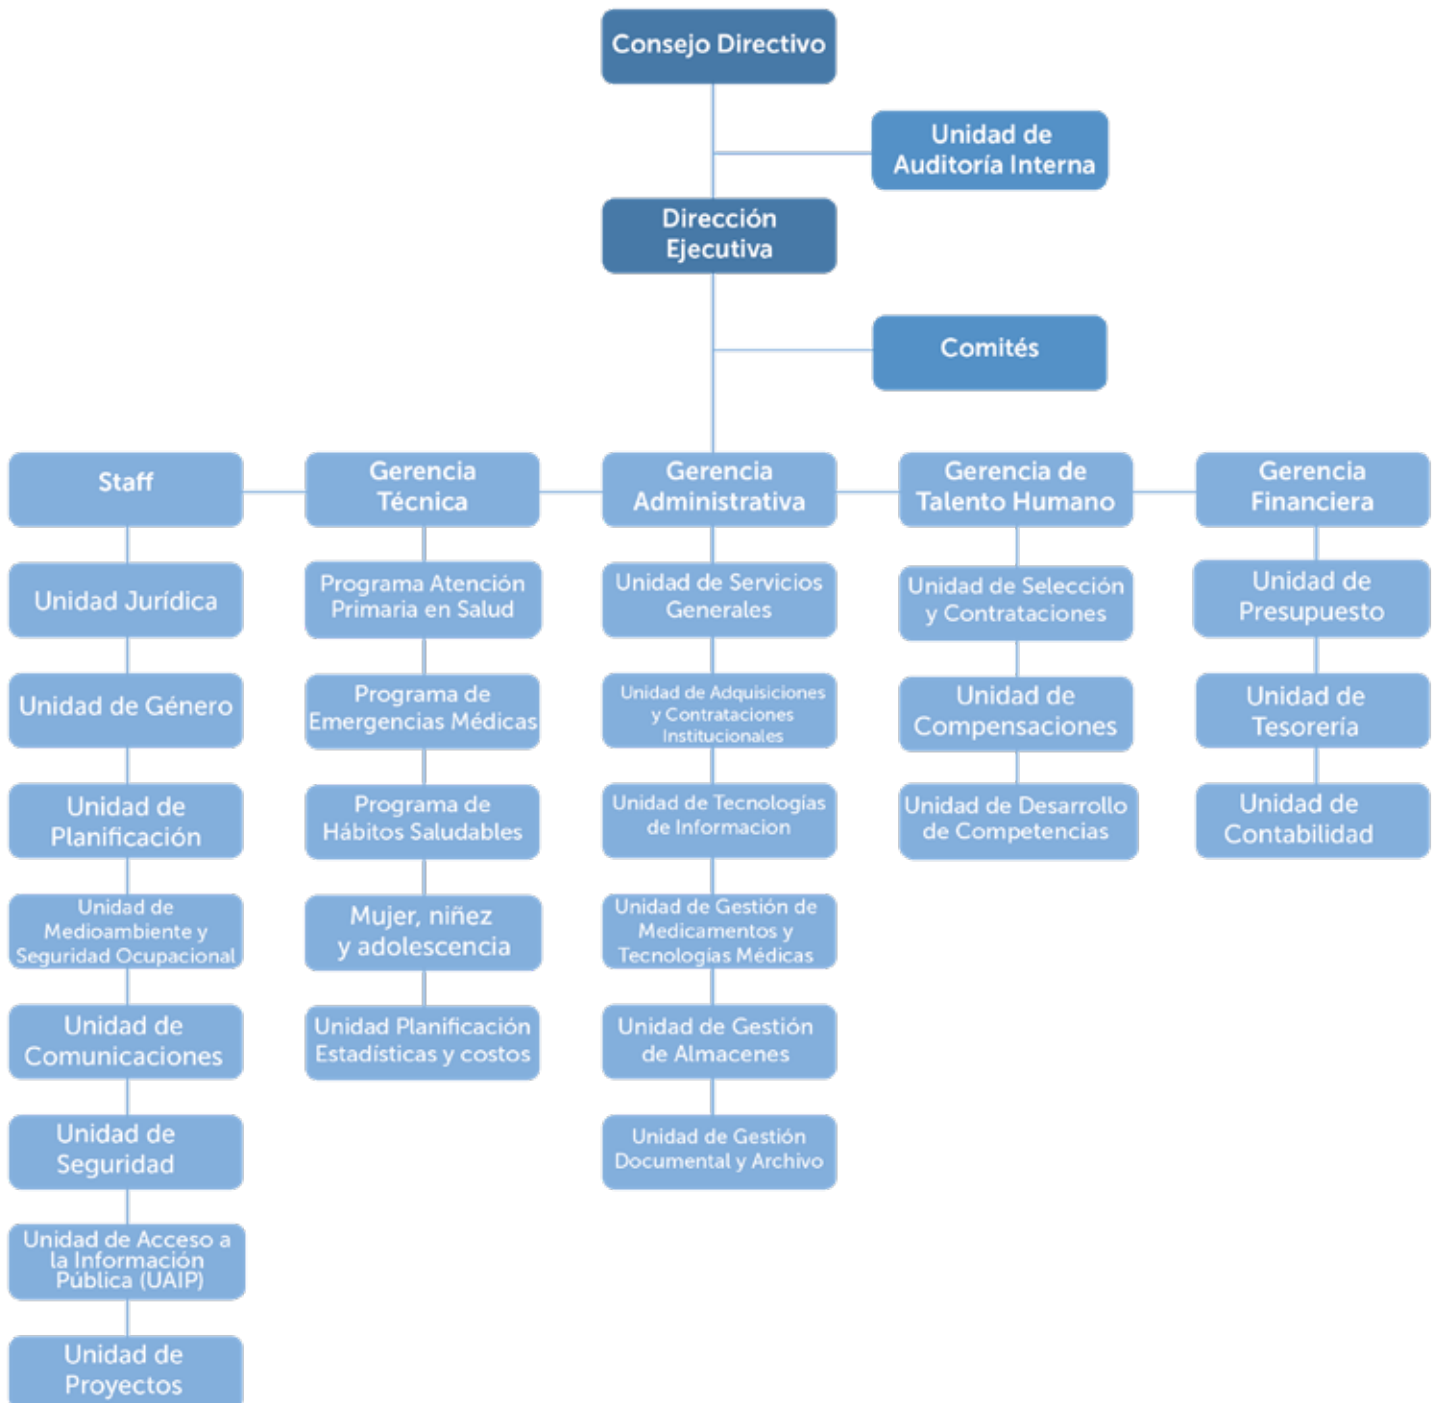 Consejo Directivo
Unidad de
Auditoría Interna
Dirección
Ejecutiva
Comités
Staff
Unidad Jurídica
Unidad de Género
Unidad de
Planificación
Unidad de
Medioambiente y
Seguridad Ocupacional
Unidad de
Comunicaciones
Unidad de
Seguridad
Unidad de Acceso a
la Información
Pública (UAIP)
Unidad de
Proyectos
Gerencia
Técnica
Programa Atención
Primaria en Salud
Programa de
Emergencias Médicas
Programa de
Hábitos Saludables
Mujer, niñez
y adolescencia
Unidad Planificación
Estadísticas y costos
Gerencia
Administrativa
Unidad de Servicios
Generales
Unidad de Adquisiciones
y Contrataciones
Institucionales
Unidad de Tecnologías
de Informacion
Unidad de Gestión de
Medicamentos y
Tecnologías Médicas
Unidad de Gestión
de Almacenes
Unidad de Gestión
Documental y Archivo
Gerencia de
Talento Humano
Unidad de Selección
y Contrataciones
Unidad de
Compensaciones
Unidad de Desarrollo
de Competencias
Gerencia
Financiera
Unidad de
Presupuesto
Unidad de
Tesorería
Unidad de
Contabilidad